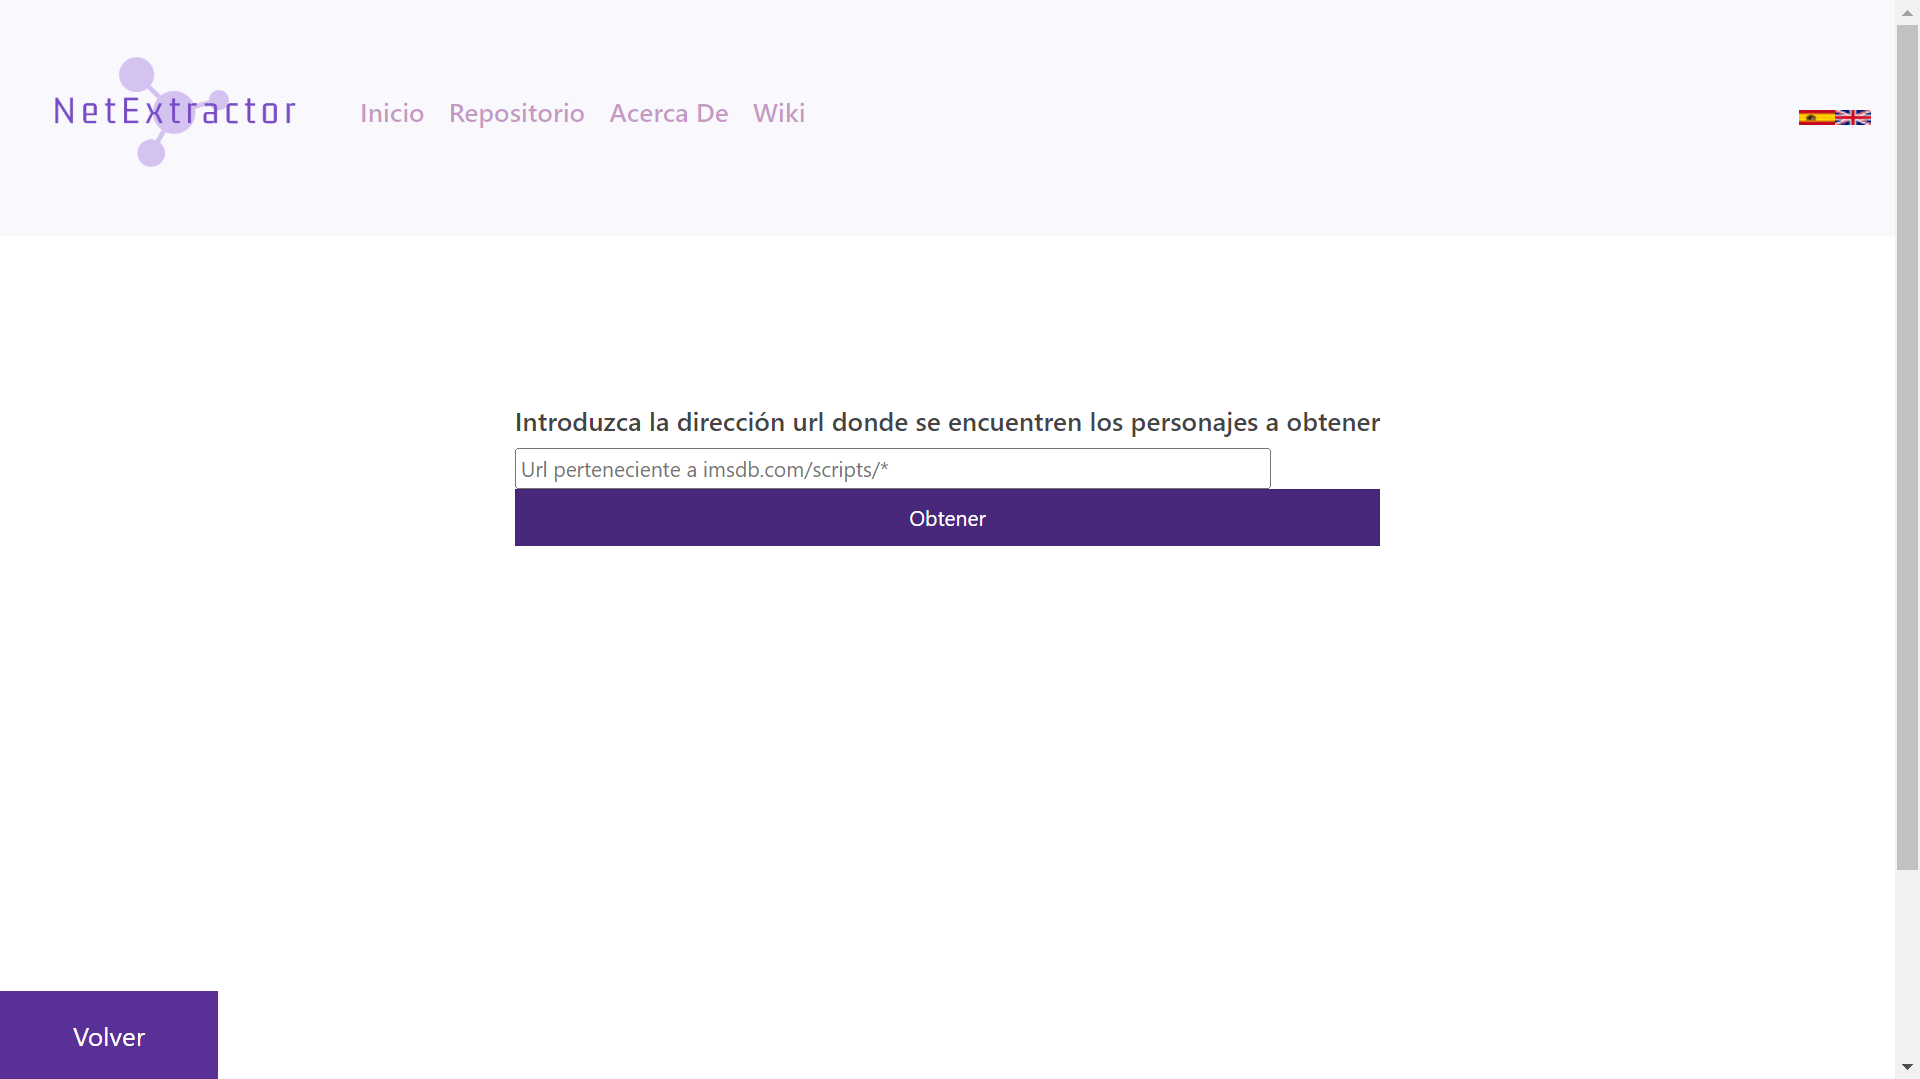 NetExtractor
Inicio Repositorio Acerca De Wiki
Introduzca la dirección url donde se encuentren los personajes a obtener
Url perteneciente a imsdb.com/scripts/*
Obtener
Volver